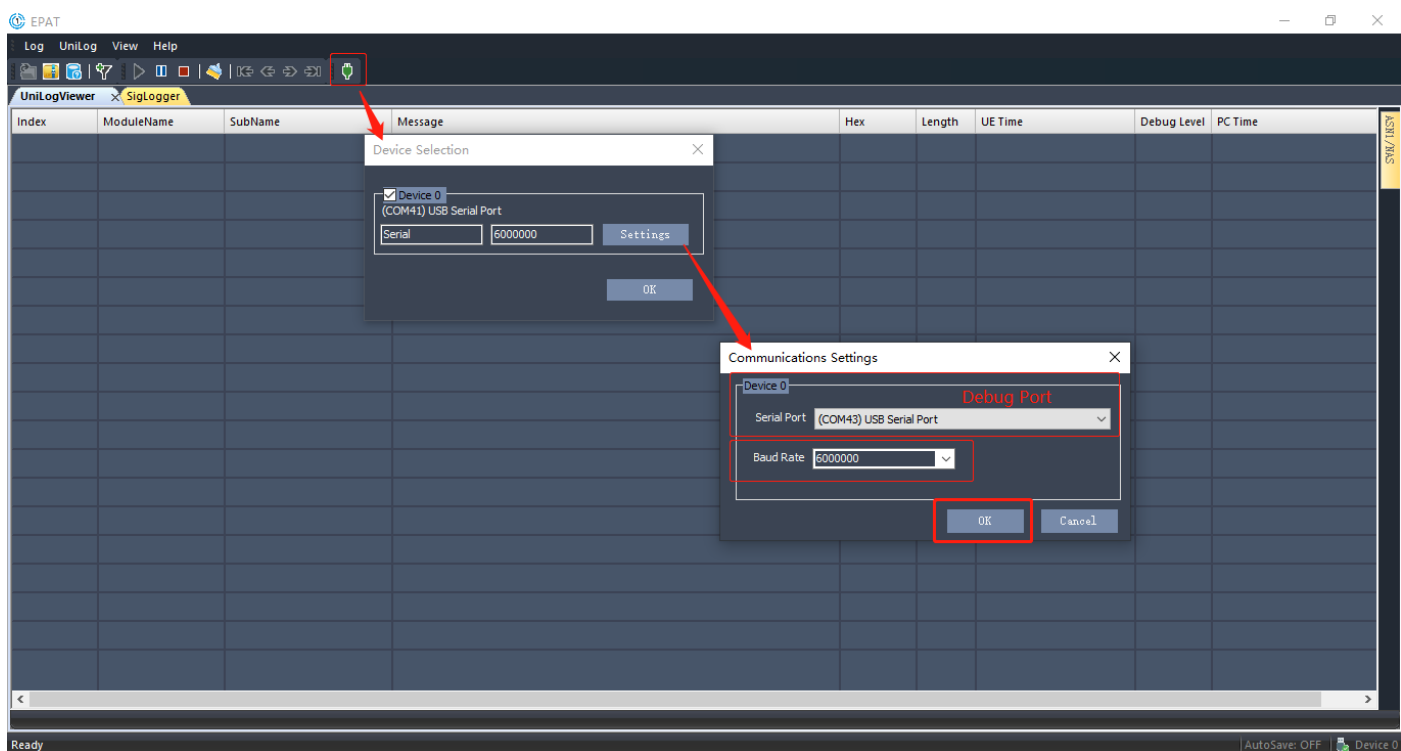 EPAT
Log UniLog View Help
UniLogViewer SigLogger
Index ModuleName SubName Message Hex Length UE Time Debug Level PC Time
ASN1/NAS
Device Selection
Device 0
(COM41) USB Serial Port
Serial 6000000 Settings
OK
Communications Settings
Device 0
Debug Port
Serial Port (COM43) USB Serial Port
Baud Rate 6000000
OK Cancel
Ready AutoSave: OFF Device 0